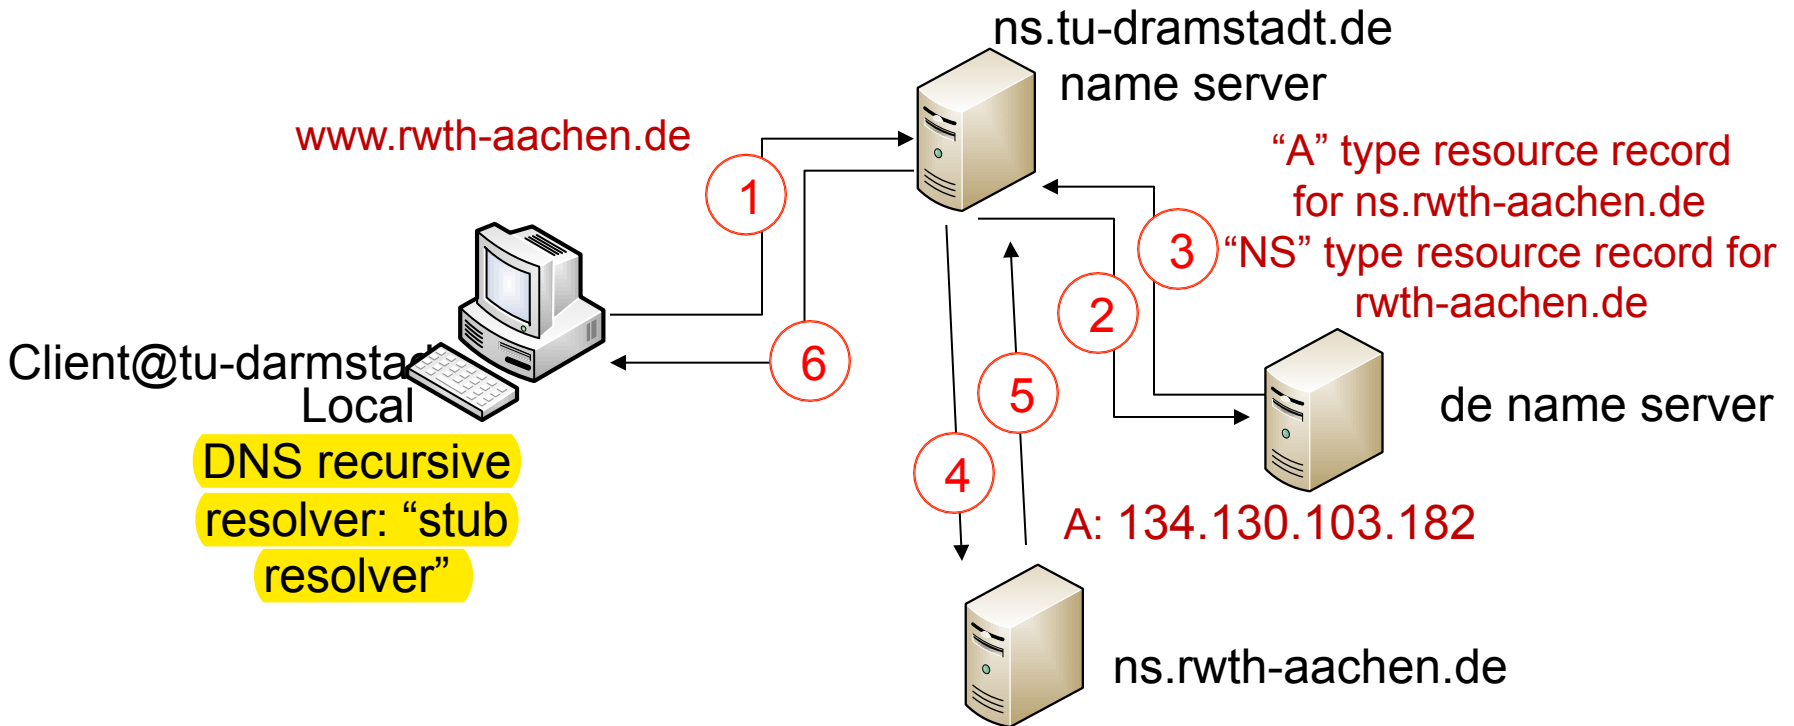 ns.tu-dramstadt.de
name server
www.rwth-aachen.de
“A” type resource record
for ns.rwth-aachen.de
“NS” type resource record for
rwth-aachen.de
1
3
2
6
5
4
Client@tu-darmstad
Local
DNS recursive
resolver: “stub
resolver”
de name server
A: 134.130.103.182
ns.rwth-aachen.de